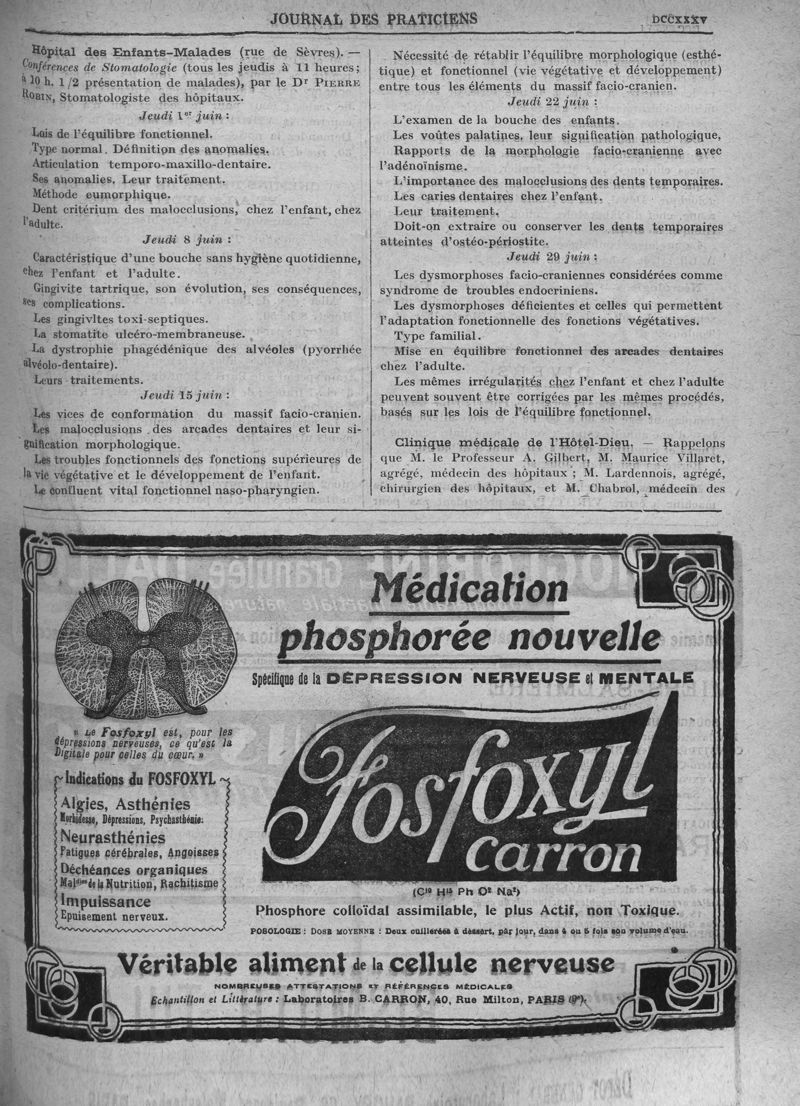 JOURNAL DES PRATICIENS
DCCXXXV
Hôpital des Enfants-Malades (rue de Sèvres). —
Conférences de Stomatologie (tous les jeudis à 11 heures ;
à 10 h. 1/2 présentation de malades), par le Dr PIERRE
ROBIN, Stomatologiste des hôpitaux.
Jeudi 1er juin :
Lois de l'équilibre fonctionnel.
Type normal. Définition des anomalies.
Articulation temporo-maxillo-dentaire.
Ses anomalies. Leur traitement.
Méthode eumorphique.
Dent critérium des malocclusions, chez l'enfant, chez
l'adulte.
Jeudi 8 juin :
Caractéristique d'une bouche sans hygiène quotidienne,
chez l'enfant et l'adulte.
Gingivite tartrique, son évolution, ses conséquences,
ses complications.
Les gingivites toxi-septiques.
La stomatite ulcéro-membraneuse.
La dystrophie phagédénique des alvéoles (pyorrhée
alvéolo-dentaire).
Leurs traitements.
Jeudi 15 juin :
Les vices de conformation du massif facio-cranien.
Les malocclusions des arcades dentaires et leur si-
gnification morphologique.
Les troubles fonctionnels des fonctions supérieures de
la vie végétative et le développement de l'enfant.
Le confluent vital fonctionnel naso-pharyngien.
Nécessité de rétablir l'équilibre morphologique (esthé-
tique) et fonctionnel (vie végétative et développement)
entre tous les éléments du massif facio-cranien.
Jeudi 22 juin :
L'examen de la bouche des enfants.
Les voûtes palatines, leur signification pathologique,
Rapports de la morphologie facio-cranienne avec
l'adénoïnisme.
L'importance des malocclusions des dents temporaires.
Les caries dentaires chez l'enfant.
Leur traitement.
Doit-on extraire ou conserver les dents temporaires
atteintes d'ostéo-périostite.
Jeudi 29 juin :
Les dysmorphoses facio-craniennes considérées comme
syndrome de troubles endocriniens.
Les dysmorphoses déficientes et celles qui permettent
l'adaptation fonctionnelle des fonctions végétatives.
Type familial.
Mise en équilibre fonctionnel des arcades dentaires
chez l'adulte.
Les mêmes irrégularités chez l'enfant et chez l'adulte
peuvent souvent être corrigées par les mêmes procédés,
basés sur les lois de l'équilibre fonctionnel.
Clinique médicale de l'Hôtel-Dieu. — Rappelons
que M. le Professeur A. Gilbert, M. Maurice Villaret,
agrégé, médecin des hôpitaux ; M. Lardennois, agrégé,
chirurgien des hôpitaux, et M. Chabrol, médecin des
Médication
phosphorée nouvelle
Spécifique de la DÉPRESSION NERVEUSE et MENTALE
« Le Fosfoxyl est, pour les
dépressions nerveuses, ce qu'est la
Digitale pour celles du cœur. »
Indications du FOSFOXYL
Algies, Asthénies
Morbidesse, Dépressions, Psychasthénie.
Neurasthénies
Fatigues cérébrales, Angoisses
Déchéances organiques
Maladies de la Nutrition, Rachitisme
Impuissance
Epuisement nerveux.
Fosfoxyl
Carron
(C10 H16 Ph O2 Na2)
Phosphore colloïdal assimilable, le plus Actif, non Toxique.
POSOLOGIE : DOSE MOYENNE : Deux cuillerées à dessert, par jour, dans 4 ou 5 fois son volume d'eau.
Véritable aliment de la cellule nerveuse
NOMBREUSES ATTESTATIONS ET RÉFÉRENCES MÉDICALES
Echantillon et Littérature : Laboratoires B. CARRON, 40, Rue Milton, PARIS (9e).